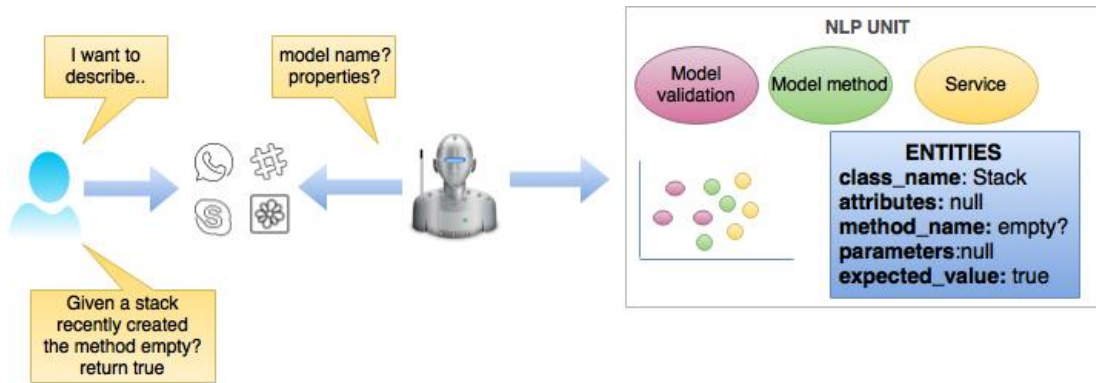 I want to
describe..
model name?
properties?
Given a stack
recently created
the method empty?
return true
NLP UNIT
Model
validation
Model method
Service
ENTITIES
class_name: Stack
attributes: null
method_name: empty?
parameters:null
expected_value: true